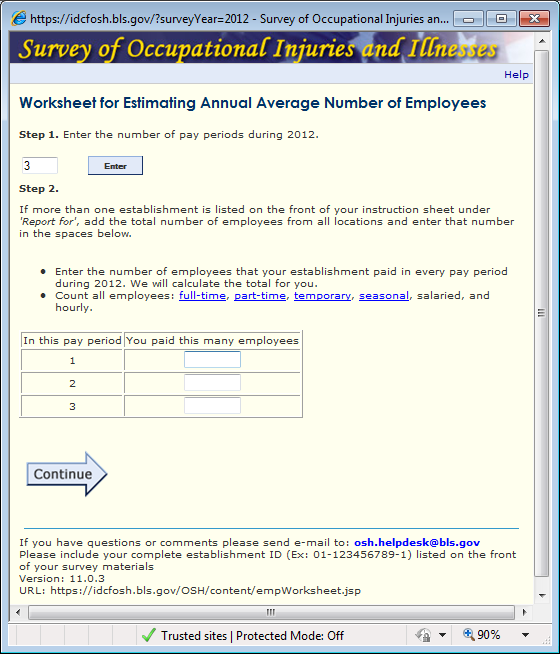 https://idcfosh.bls.gov/?surveyYear=2012 - Survey of Occupational Injuries an...
Survey of Occupational Injuries and Illnesses
Help
Worksheet for Estimating Annual Average Number of Employees
Step 1. Enter the number of pay periods during 2012.
3 Enter
Step 2.
If more than one establishment is listed on the front of your instruction sheet under
'Report for', add the total number of employees from all locations and enter that number
in the spaces below.
• Enter the number of employees that your establishment paid in every pay period
during 2012. We will calculate the total for you.
• Count all employees: full-time, part-time, temporary, seasonal, salaried, and
hourly.
In this pay period You paid this many employees
1
2
3
Continue
If you have questions or comments please send e-mail to: osh.helpdesk@bls.gov
Please include your complete establishment ID (Ex: 01-123456789-1) listed on the front
of your survey materials
Version: 11.0.3
URL: https://idcfosh.bls.gov/OSH/content/empWorksheet.jsp
Trusted sites | Protected Mode: Off 90%